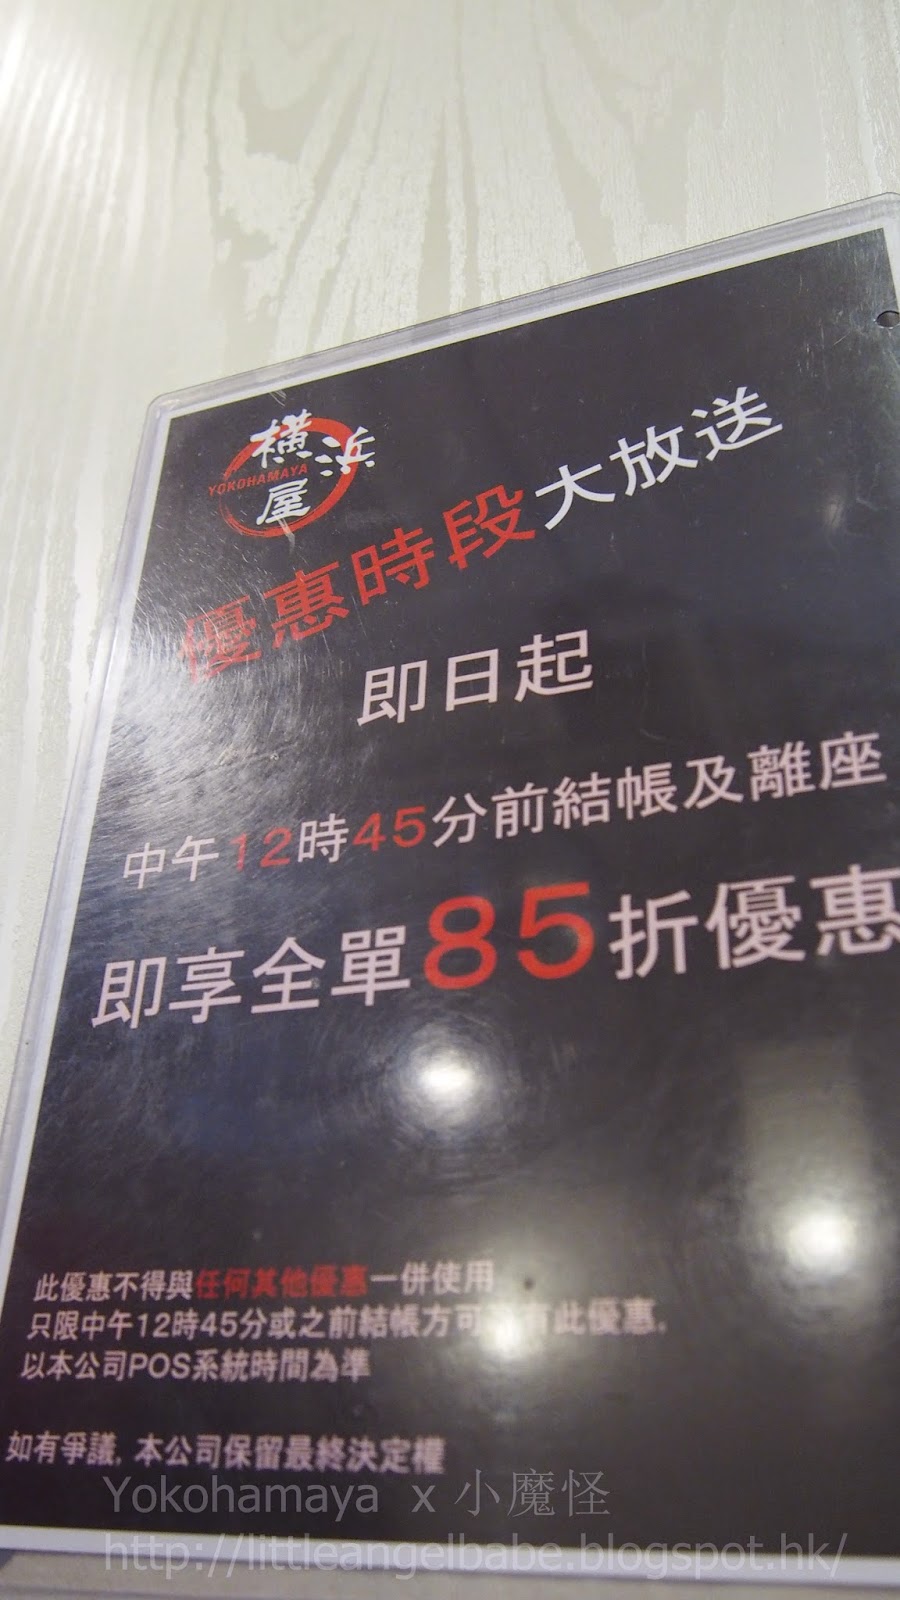 橫浜屋
YOKOHAMAYA
優惠時段大放送
即日起
中午12時45分前結帳及離座
即享全單85折優惠
此優惠不得與任何其他優惠一併使用
只限中午12時45分或之前結帳方可 有此優惠.
以本公司POS系統時間為準
如有爭議,本公司保留最終決定權
Yokohamaya x 小魔怪
http://littleangelbabe.blogspot.hk/